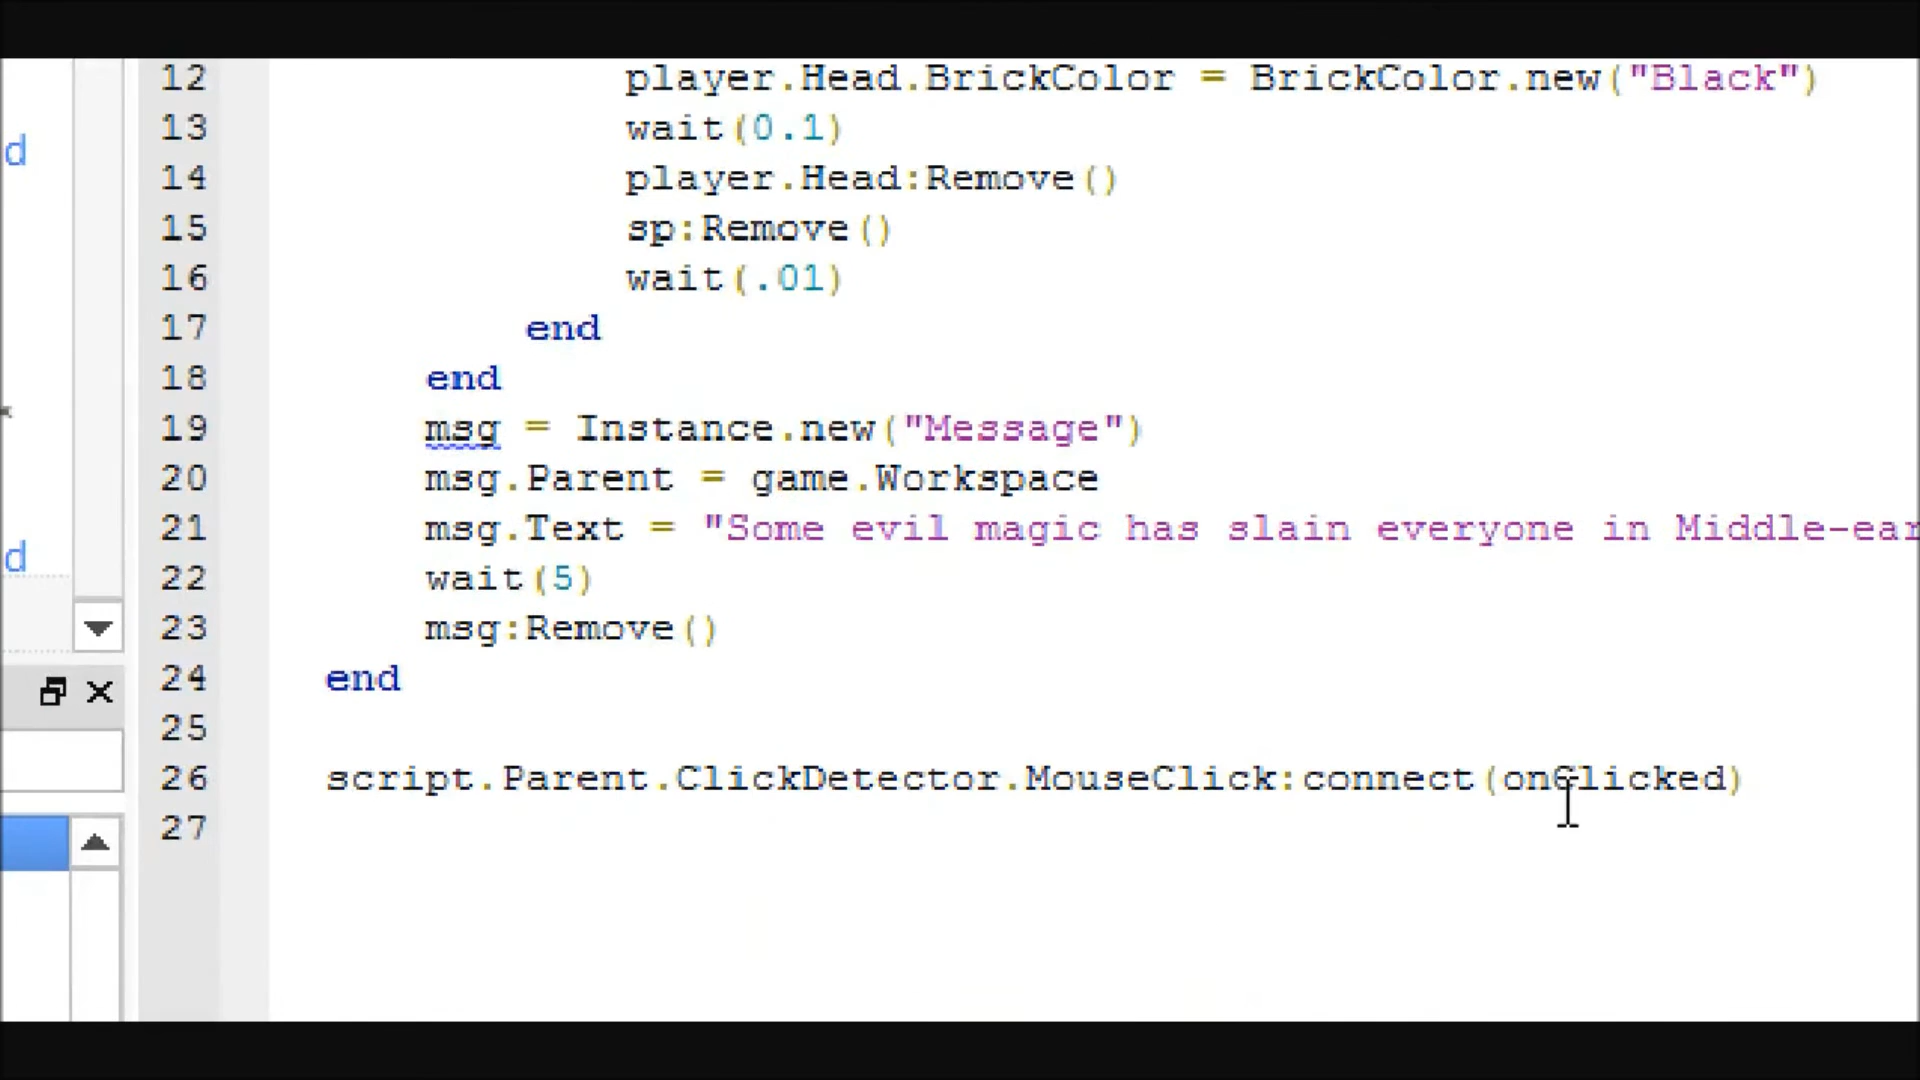 12 player.Head.BrickColor = BrickColor.new("Black")
13 wait(0.1)
14 player.Head:Remove()
15 sp:Remove()
16 wait(.01)
17 end
18 end
19 msg = Instance.new("Message")
20 msg.Parent = game.Workspace
21 msg.Text = "Some evil magic has slain everyone in Middle-ear
22 wait(5)
23 msg:Remove()
24 end
25
26 script.Parent.ClickDetector.MouseClick:connect(onClicked)
27
d
d